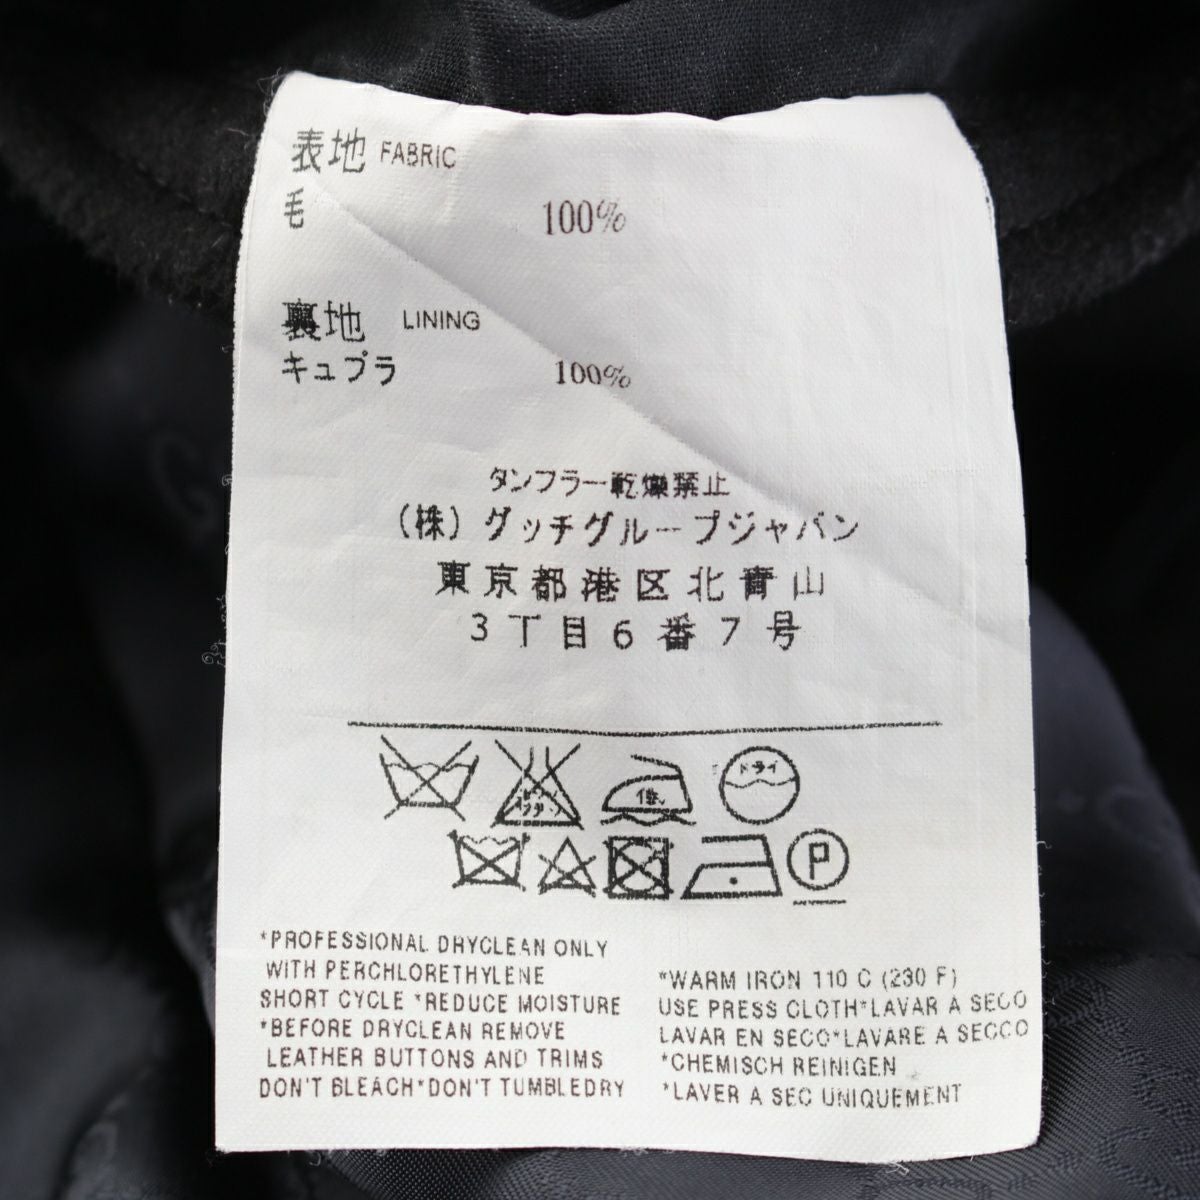 表地 FABRIC
毛 100%
裏地 LINING
キュプラ 100%
タンブラー乾燥禁止
（株）グッチグループジャパン
東京都港区北青山
3丁目6番7号
ドライ
低
P
*PROFESSIONAL DRYCLEAN ONLY
WITH PERCHLORETHYLENE
SHORT CYCLE *REDUCE MOISTURE
*BEFORE DRYCLEAN REMOVE
LEATHER BUTTONS AND TRIMS
DON'T BLEACH*DON'T TUMBLEDRY
*WARM IRON 110 C (230 F)
USE PRESS CLOTH*LAVAR A SECO
LAVAR EN SECO*LAVARE A SECCO
*CHEMISCH REINIGEN
*LAVER A SEC UNIQUEMENT